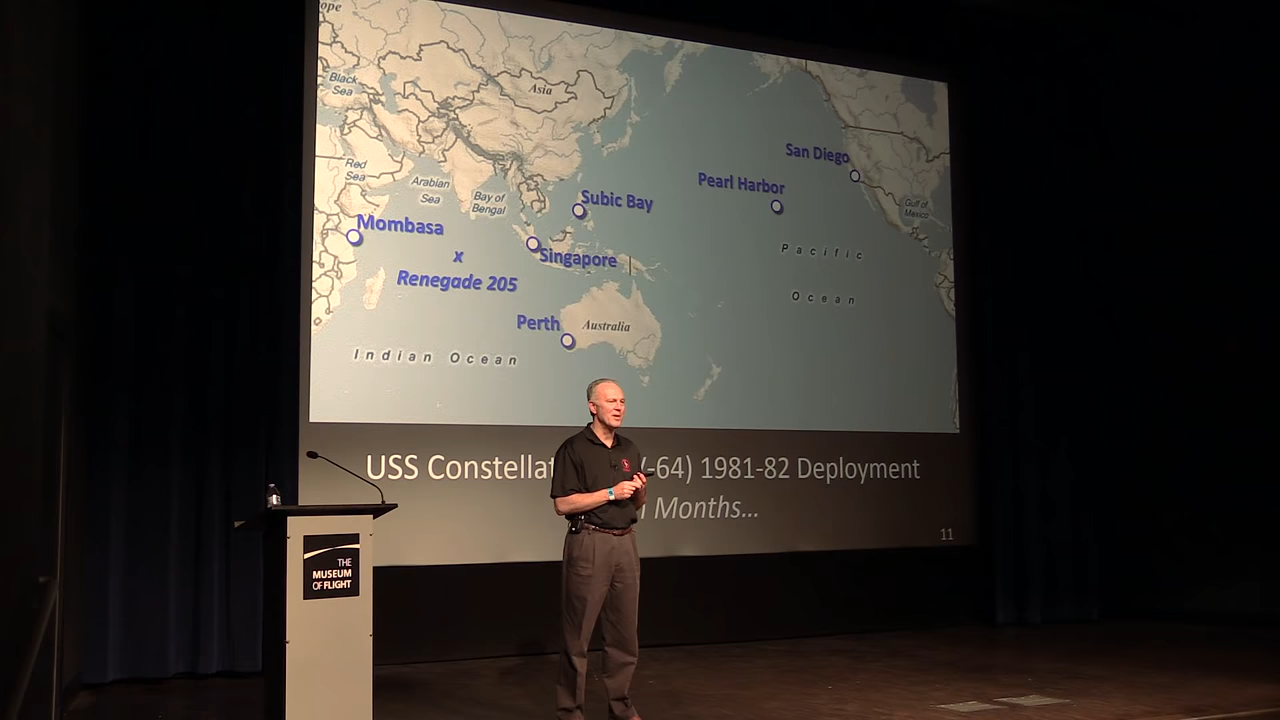 ope
Black
Sea
Asia
San Diego
Red
Sea
Arabian
Sea
Bay of
Bengal
Subic Bay
Pearl Harbor
Gulf of
Mexico
Mombasa
x
Renegade 205
Singapore
Pacific
Ocean
Perth
Australia
Indian Ocean
USS Constellat -64) 1981-82 Deployment
Months...
11
THE
MUSEUM
OF FLIGHT